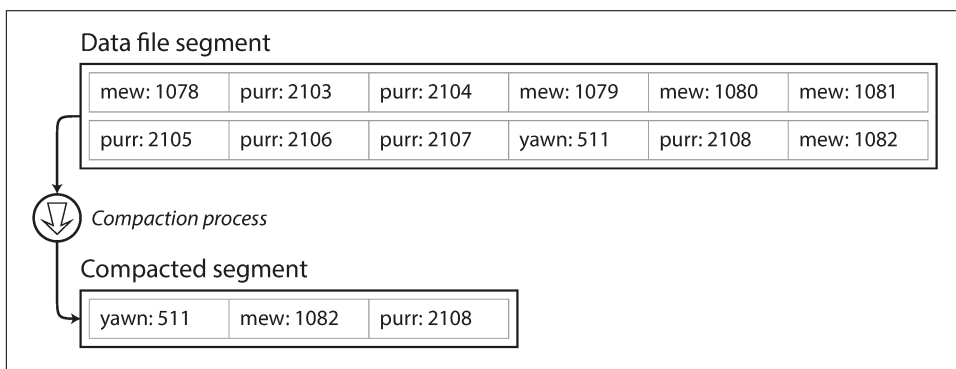 Data file segment
mew: 1078 purr: 2103 purr: 2104 mew: 1079 mew: 1080 mew: 1081
purr: 2105 purr: 2106 purr: 2107 yawn: 511 purr: 2108 mew: 1082
Compaction process
Compacted segment
yawn: 511 mew: 1082 purr: 2108